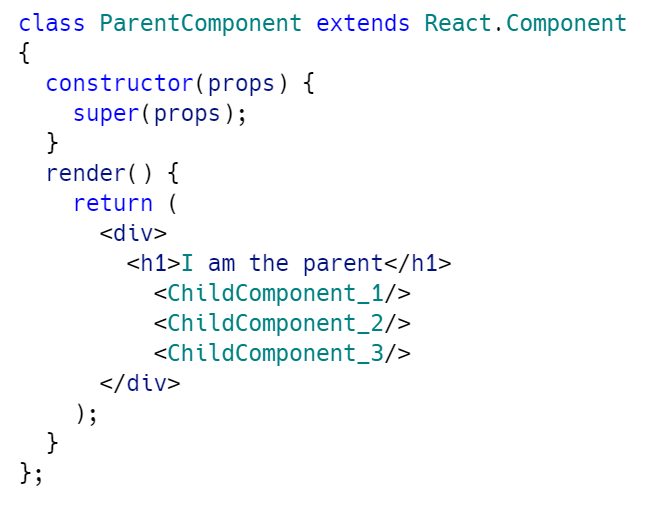 class ParentComponent extends React.Component
{
  constructor(props) {
    super(props);
  }
  render() {
    return (
      <div>
        <h1>I am the parent</h1>
          <ChildComponent_1/>
          <ChildComponent_2/>
          <ChildComponent_3/>
      </div>
    );
  }
};